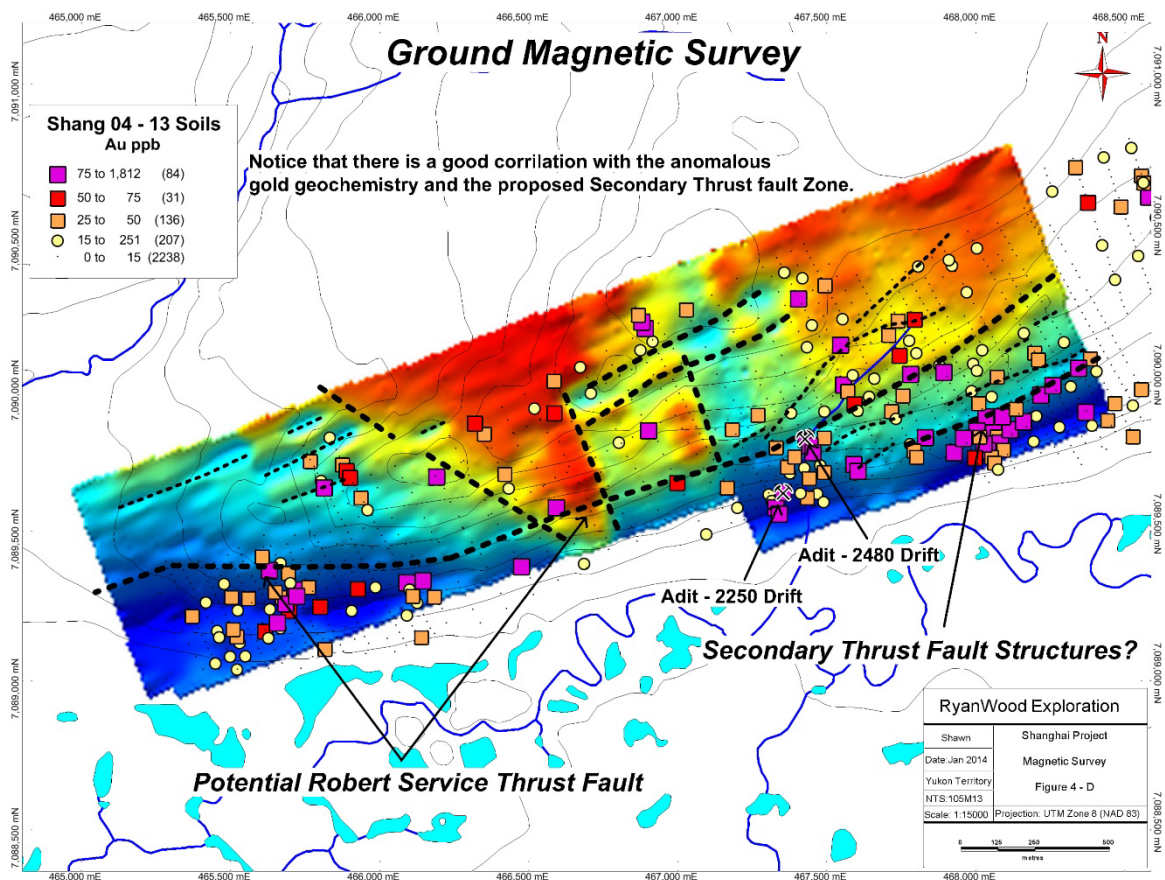 465,000 mE 465,500 mE 466,000 mE 466,500 mE 467,000 mE 467,500 mE 468,000 mE 468,500 mE
Ground Magnetic Survey
N
7,091,000 mN 7,091,000 mN
Shang 04 - 13 Soils
Au ppb
75 to 1,812 (84)
50 to 75 (31)
25 to 50 (136)
15 to 251 (207)
0 to 15 (2238)
Notice that there is a good corrilation with the anomalous
gold geochemistry and the proposed Secondary Thrust fault Zone.
7,090,500 mN 7,090,500 mN
7,090,000 mN 7,090,000 mN
7,089,500 mN 7,089,500 mN
Adit - 2480 Drift
Adit - 2250 Drift
Secondary Thrust Fault Structures?
7,089,000 mN 7,089,000 mN
Potential Robert Service Thrust Fault
RyanWood Exploration
Shawn
Date:Jan 2014
Yukon Territory
NTS:105M13
Scale: 1:15000
Shanghai Project
Magnetic Survey
Figure 4 - D
Projection: UTM Zone 8 (NAD 83)
0 125 250 500
metres
7,088,500 mN 7,088,500 mN
465,000 mE 465,500 mE 466,000 mE 466,500 mE 467,000 mE 467,500 mE 468,000 mE 468,500 mE